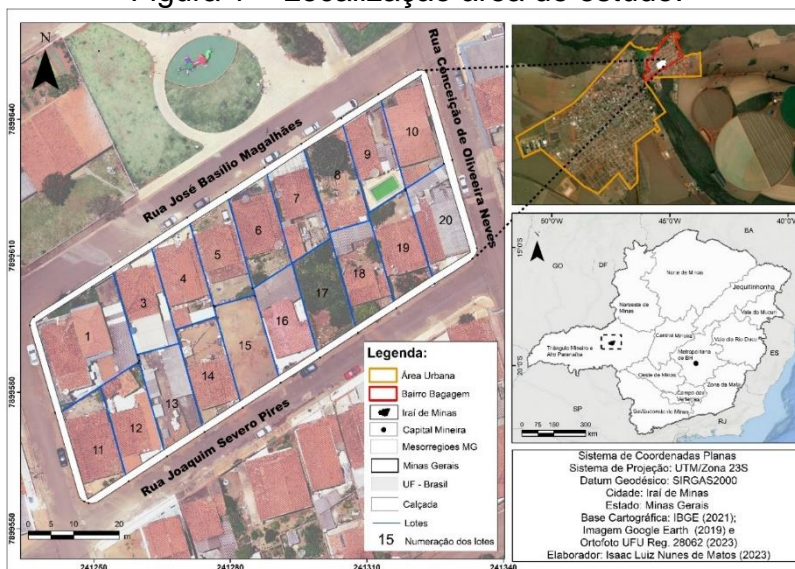 Figura 1 – Localização área de estudo.
N
7899640
7899610
7899580
7899550
241250
241280
241310
241340
Rua José Basilio Magalhães
Rua Conceição de Oliveeira Neves
Rua Joaquim Severo Pires
1
3
4
5
6
7
8
9
10
11
12
13
14
15
16
17
18
19
20
0 5 10 20
m
Legenda:
Área Urbana
Bairro Bagagem
Iraí de Minas
Capital Mineira
Mesorregiões MG
Minas Gerais
UF - Brasil
Calçada
Lotes
15 Numeração dos lotes
50°0'W
45°0'W
40°0'W
15°0'S
20°0'S
N
BA
GO
DF
ES
SP
RJ
Norte de Minas
Jequitinhonha
Noroeste de
Minas
Vale do Mucuri
Central Mineira
Vale do Rio Doce
Triângulo Mineiro e
Alto Paranaíba
Metropolitana
de BH
Oeste de Minas
Zona da Mata
Campo das
Vertentes
Sul/Sudoeste de Minas
0 75 150 300
km
Sistema de Coordenadas Planas
Sistema de Projeção: UTM/Zona 23S
Datum Geodésico: SIRGAS2000
Cidade: Iraí de Minas
Estado: Minas Gerais
Base Cartográfica: IBGE (2021);
Imagem Google Earth (2019) e
Ortofoto UFU Reg. 28062 (2023)
Elaborador: Isaac Luiz Nunes de Matos (2023)